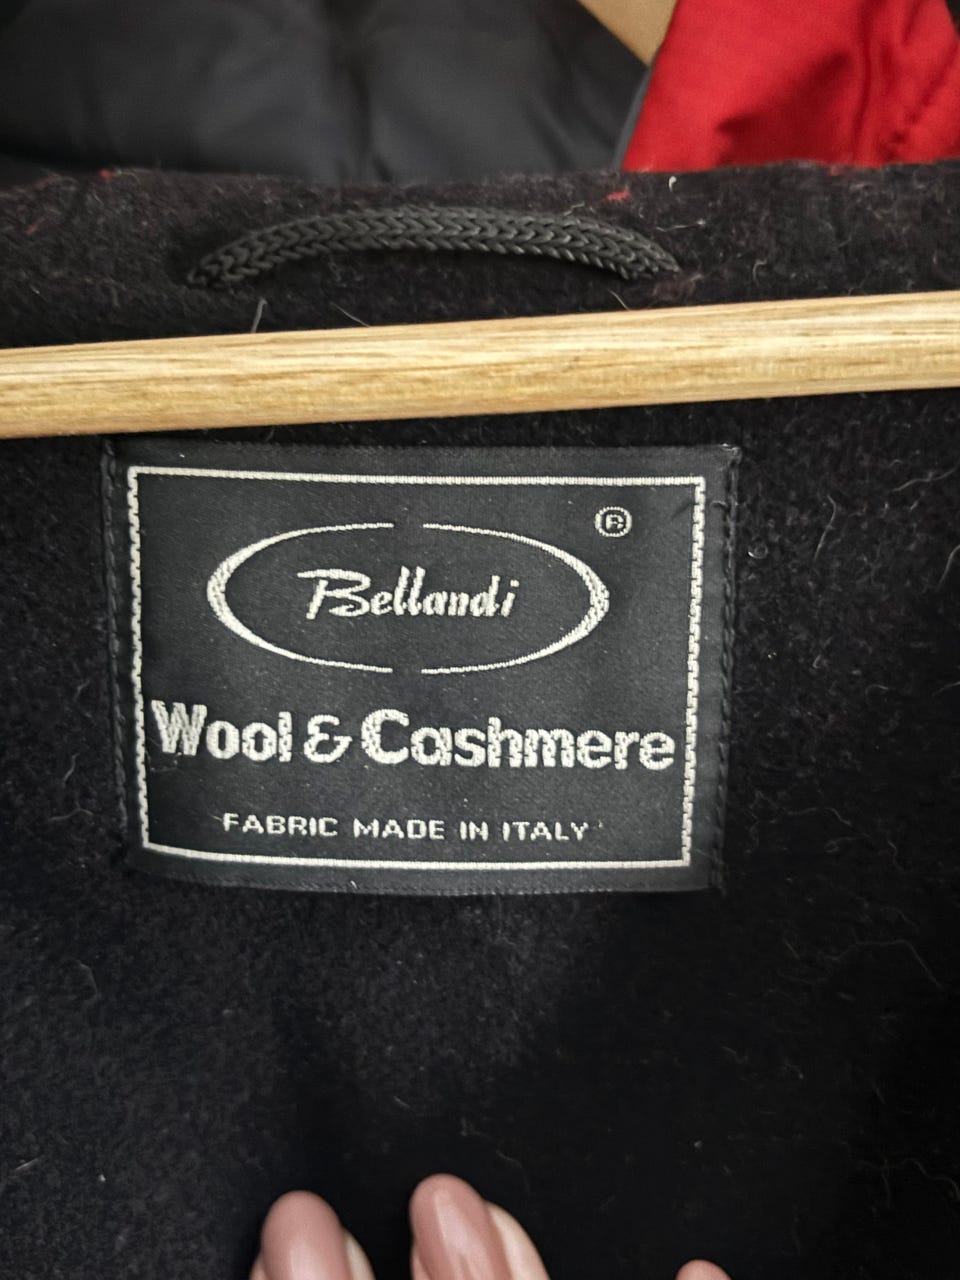 ®
Bellandi
Wool & Cashmere
FABRIC MADE IN ITALY